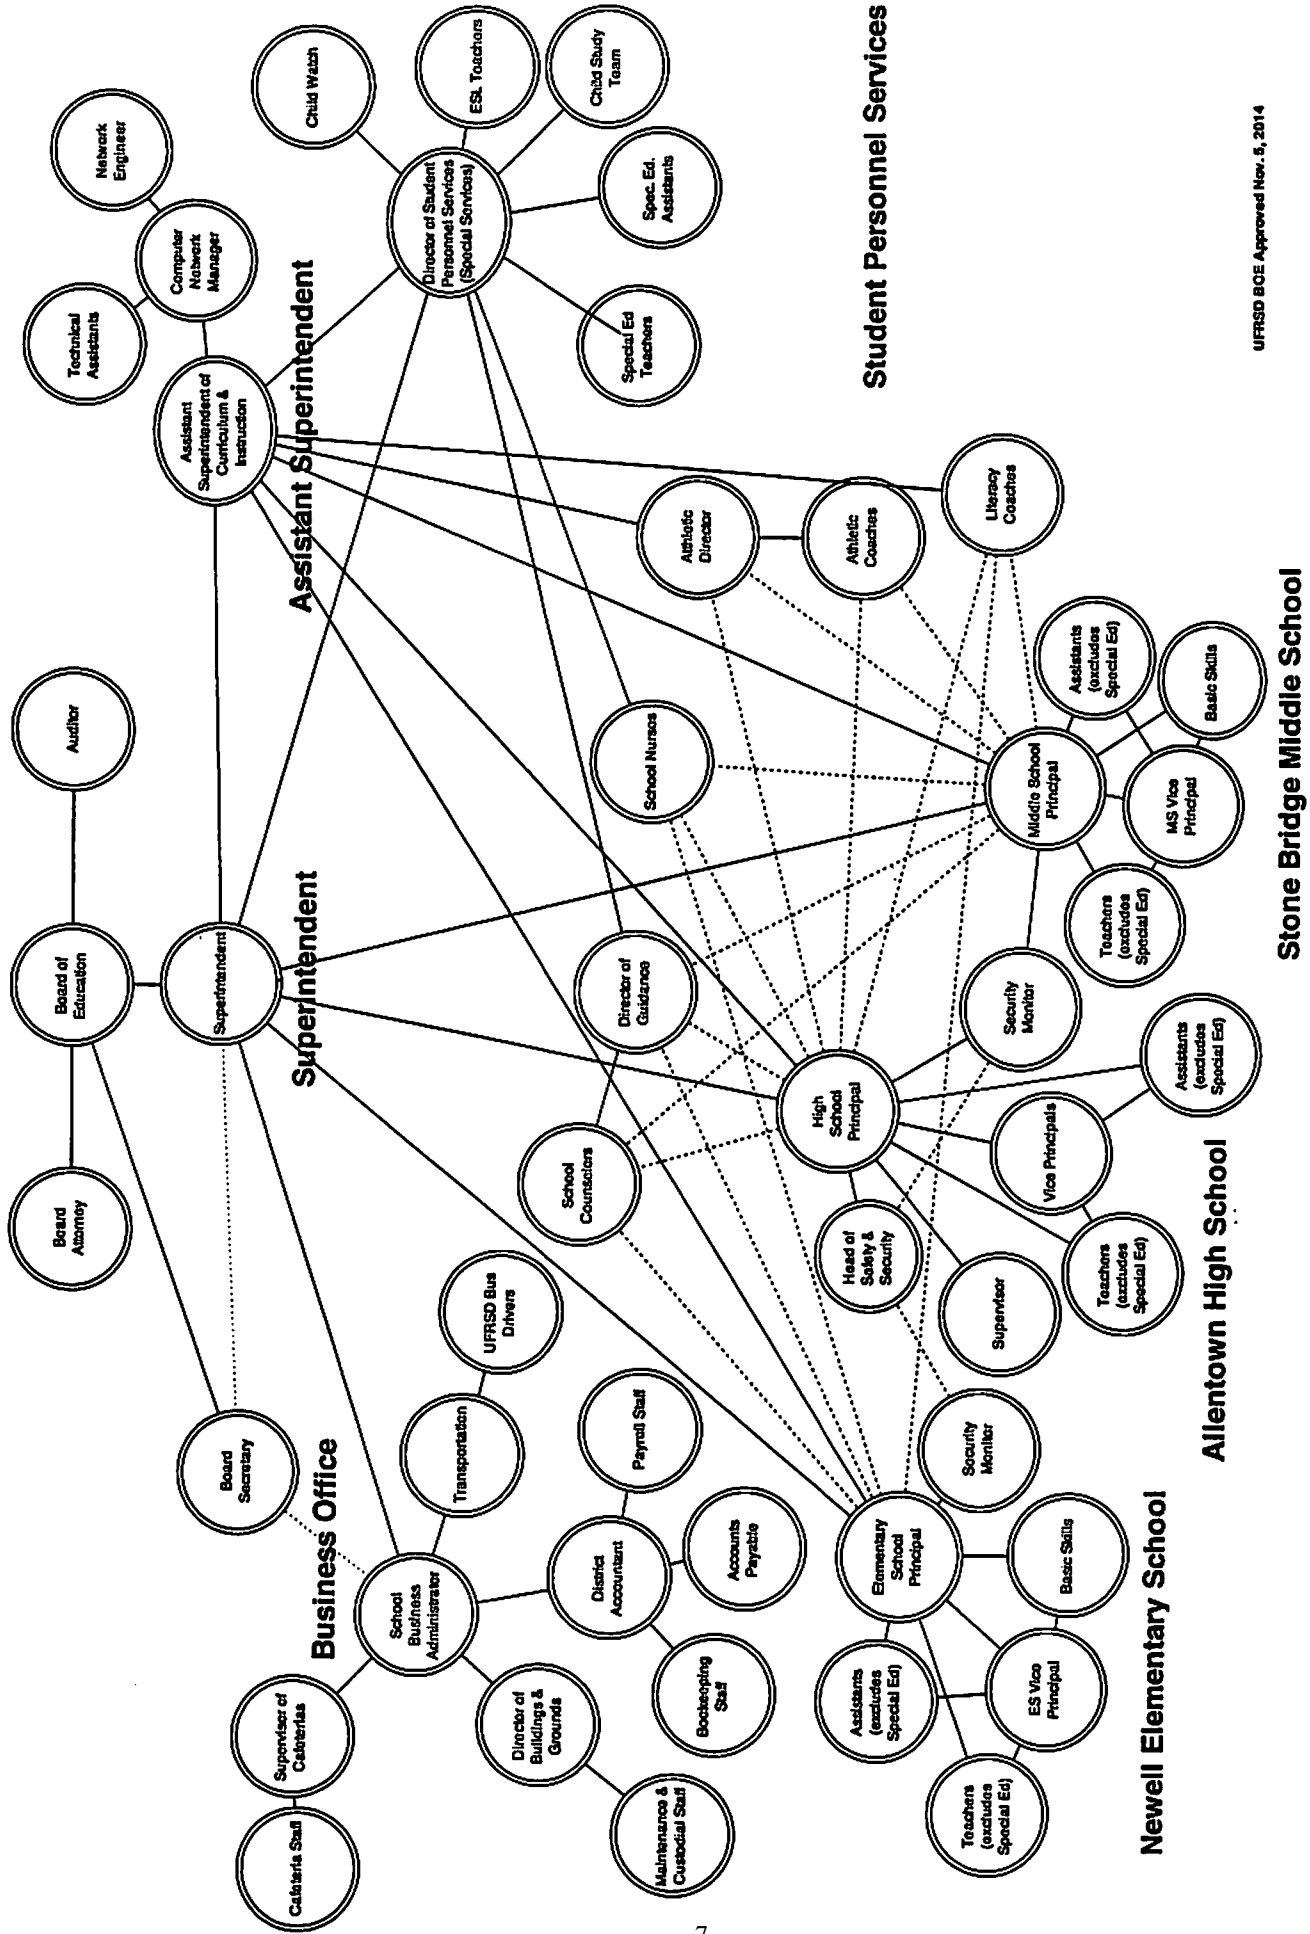 Board
Attorney
Board of
Education
Auditor
Superintendent
Superintendent
Board
Secretary
Business Office
School
Business
Administrator
Supervisor of
Cafeterias
Cafeteria Staff
Director of
Buildings &
Grounds
Maintenance &
Custodial Staff
Transportation
UFRSD Bus
Drivers
District
Accountant
Payroll Staff
Accounts
Payable
Bookeeping
Staff
Assistant
Superintendent of
Curriculum &
Instruction
Assistant Superintendent
Technical
Assistants
Computer
Network
Manager
Network
Engineer
Director of Student
Personnel Services
(Special Services)
Child Watch
ESL Teachers
Child Study
Team
Spec. Ed.
Assistants
Special Ed
Teachers
Student Personnel Services
School
Counselors
Director of
Guidance
School Nurses
Athletic
Director
Athletic
Coaches
Literacy
Coaches
Elementary
School
Principal
Assistants
(excludes
Special Ed)
Teachers
(excludes
Special Ed)
ES Vice
Principal
Basic Skills
Security
Monitor
Newell Elementary School
High
School
Principal
Head of
Safety &
Security
Supervisor
Teachers
(excludes
Special Ed)
Vice Principals
Assistants
(excludes
Special Ed)
Security
Monitor
Allentown High School
Middle School
Principal
Teachers
(excludes
Special Ed)
MS Vice
Principal
Assistants
(excludes
Special Ed)
Basic Skills
Stone Bridge Middle School
UFRSD BOE Approved Nov. 5, 2014
7